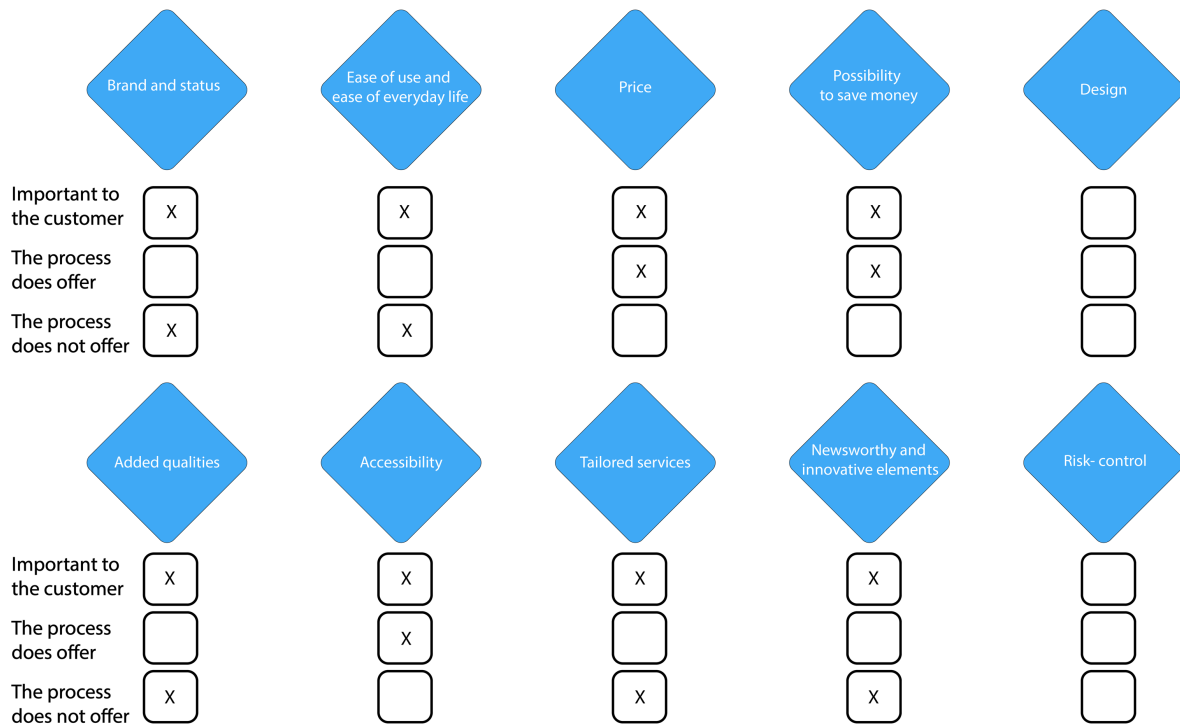 Brand and status
Ease of use and
ease of everyday life
Price
Possibility
to save money
Design
Important to
the customer
X
X
X
X
The process
does offer
X
X
The process
does not offer
X
X
Added qualities
Accessibility
Tailored services
Newsworthy and
innovative elements
Risk- control
Important to
the customer
X
X
X
X
The process
does offer
X
The process
does not offer
X
X
X